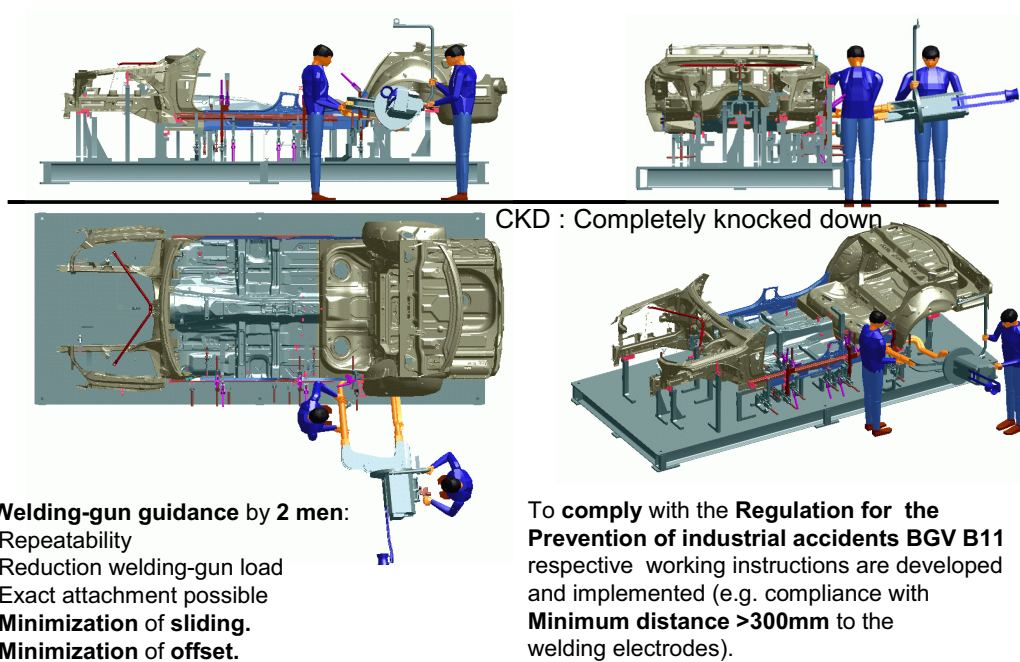 CKD : Completely knocked down
Welding-gun guidance by 2 men:
Repeatability
Reduction welding-gun load
Exact attachment possible
Minimization of sliding.
Minimization of offset.
To comply with the Regulation for the
Prevention of industrial accidents BGV B11
respective working instructions are developed
and implemented (e.g. compliance with
Minimum distance >300mm to the
welding electrodes).